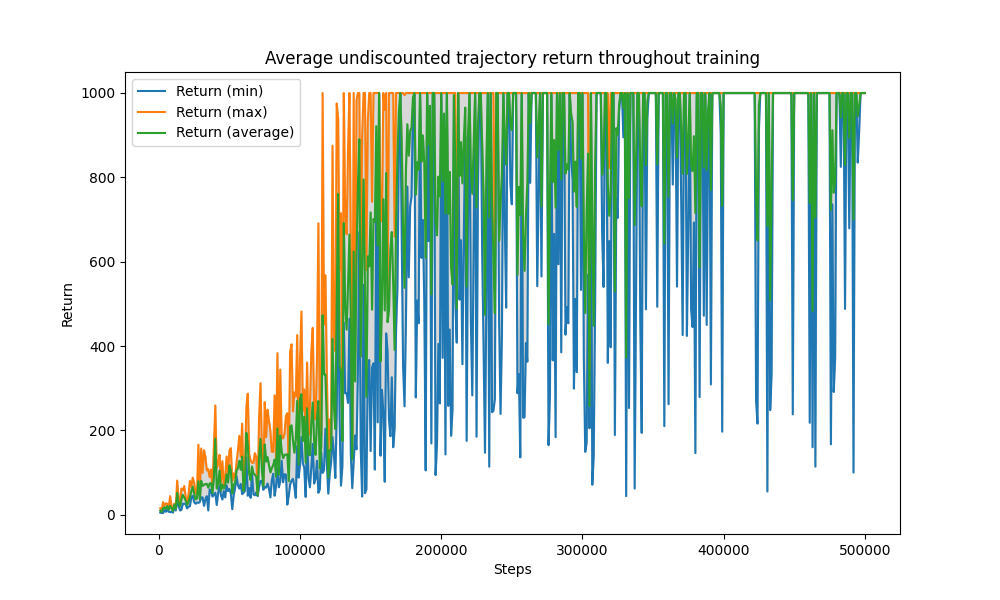 Average undiscounted trajectory return throughout training
Return (min)
Return (max)
Return (average)
1000
800
600
400
200
0
Return
0 100000 200000 300000 400000 500000
Steps